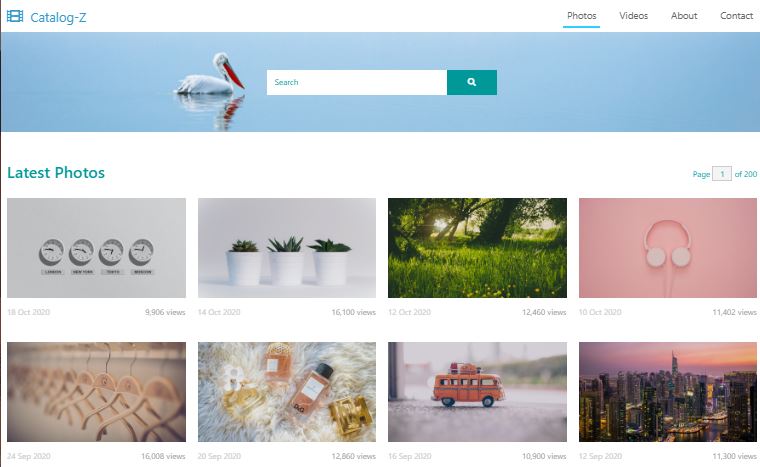 Catalog-Z
Photos Videos About Contact
Search
Latest Photos
Page 1 of 200
LONDON NEW YORK TOKYO MOSCOW
18 Oct 2020 9,906 views
14 Oct 2020 16,100 views
12 Oct 2020 12,460 views
10 Oct 2020 11,402 views
D&G
24 Sep 2020 16,008 views
20 Sep 2020 12,860 views
16 Sep 2020 10,900 views
12 Sep 2020 11,300 views